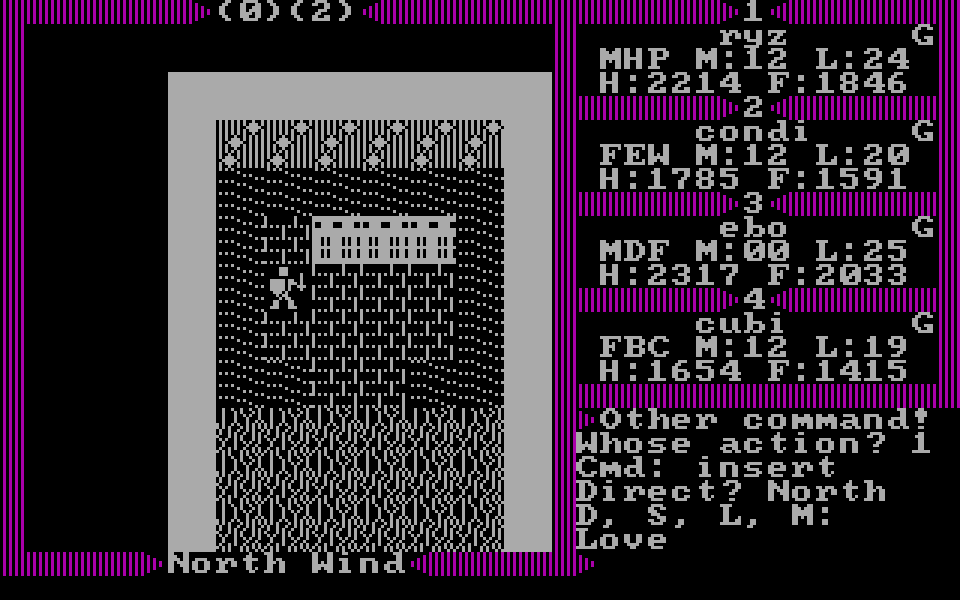 (0)(2)
1
ryz G
MHP M:12 L:24
H:2214 F:1846
2
condi G
FEW M:12 L:20
H:1785 F:1591
3
ebo G
MDF M:00 L:25
H:2317 F:2033
4
cubi G
FBC M:12 L:19
H:1654 F:1415
Other command!
Whose action? 1
Cmd: insert
Direct? North
D, S, L, M:
Love
North Wind